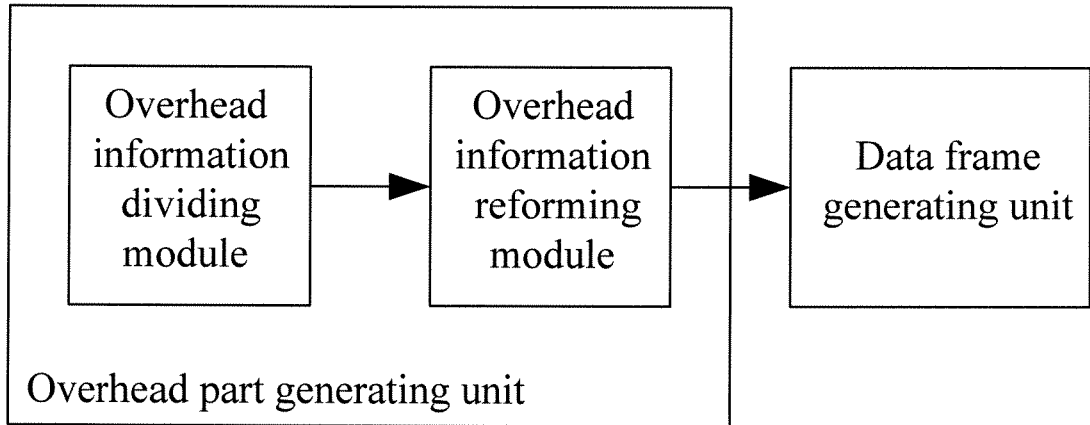 Overhead
information
dividing
module
Overhead
information
reforming
module
Data frame
generating unit
Overhead part generating unit